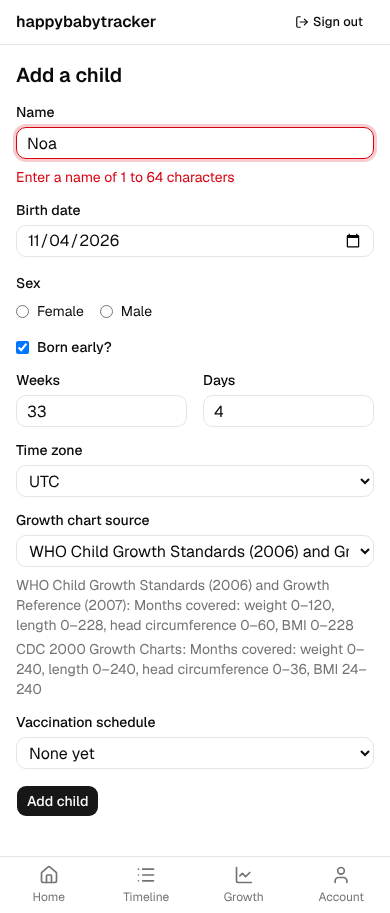 happybabytracker
Sign out
Add a child
Name
Noa
Enter a name of 1 to 64 characters
Birth date
11/04/2026
Sex
Female Male
Born early?
Weeks Days
33 4
Time zone
UTC
Growth chart source
WHO Child Growth Standards (2006) and Gr
WHO Child Growth Standards (2006) and Growth
Reference (2007): Months covered: weight 0–120,
length 0–228, head circumference 0–60, BMI 0–228
CDC 2000 Growth Charts: Months covered: weight 0–
240, length 0–240, head circumference 0–36, BMI 24–
240
Vaccination schedule
None yet
Add child
Home Timeline Growth Account